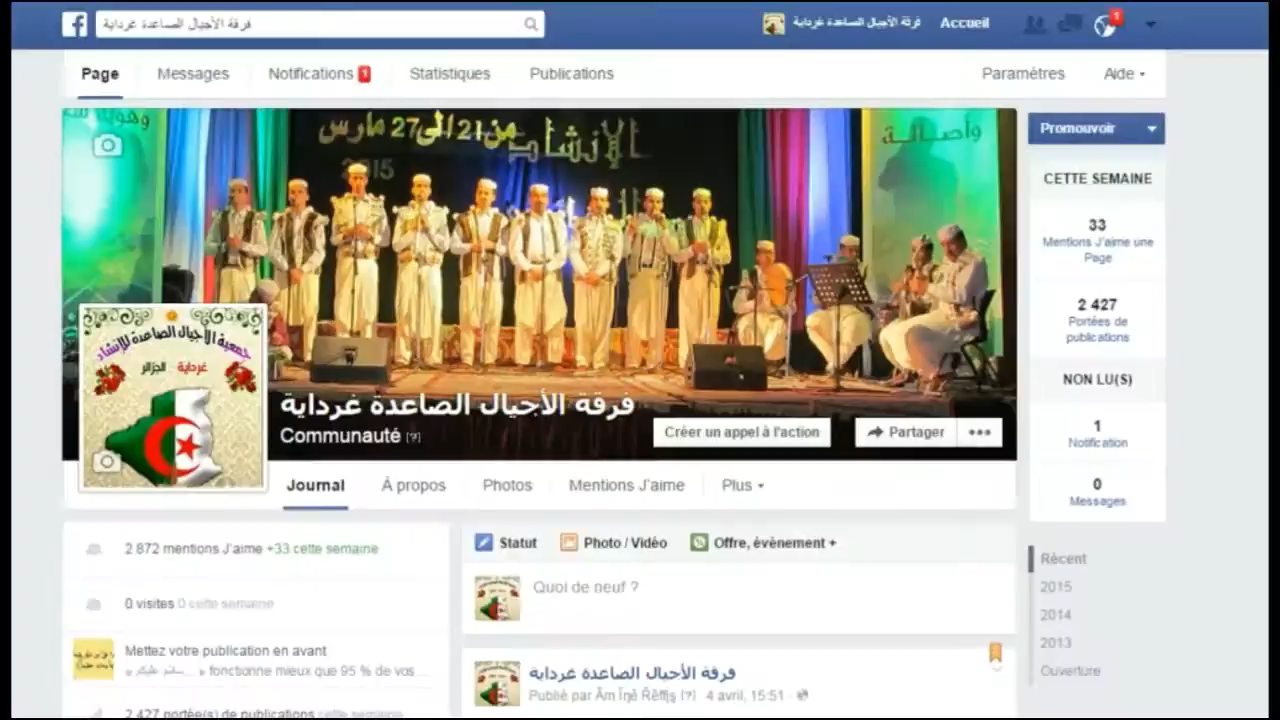 فرقة الأجيال الصاعدة غرداية
فرقة الأجيال الصاعدة غرداية
Accueil
1
Page
Messages
Notifications 1
Statistiques
Publications
Paramètres
Aide
من 21 الى 27 مارس
الإنشاد
2015
وأصالة
جمعية الأجيال الصاعدة للإنشاد
غرداية الجزائر
فرقة الأجيال الصاعدة غرداية
Communauté [?]
Créer un appel à l'action
Partager
Promouvoir
CETTE SEMAINE
33
Mentions J'aime une
Page
2 427
Portées de
publications
NON LU(S)
1
Notification
0
Messages
Journal
À propos
Photos
Mentions J'aime
Plus
2 872 mentions J'aime +33 cette semaine
0 visites 0 cette semaine
Mettez votre publication en avant
fonctionne mieux que 95 % de vos...
2 427 portée(s) de publications cette semaine
Statut
Photo / Vidéo
Offre, évènement +
Quoi de neuf ?
فرقة الأجيال الصاعدة غرداية
Publié par
[?] 4 avril, 15:51
Récent
2015
2014
2013
Ouverture